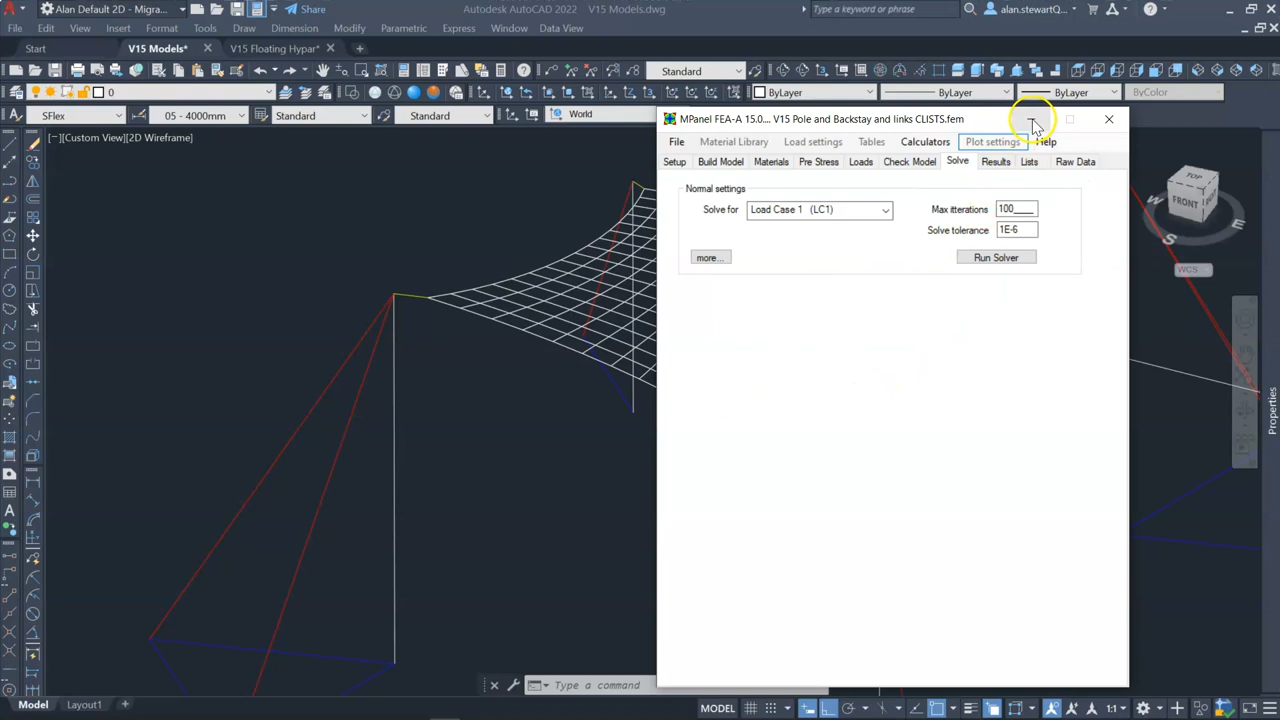 Alan Default 2D - Migra...
Share
Autodesk AutoCAD 2022
V15 Models.dwg
Type a keyword or phrase
alan.stewartQ...
File
Edit
View
Insert
Format
Tools
Draw
Dimension
Modify
Parametric
Express
Window
Data View
Start
V15 Models*
V15 Floating Hypar*
Standard
ByLayer
ByLayer
ByLayer
ByColor
0
SFlex
05 - 4000mm
Standard
Standard
World
[−][Custom View][2D Wireframe]
MPanel FEA-A 15.0... V15 Pole and Backstay and links CLISTS.fem
File
Material Library
Load settings
Tables
Calculators
Plot settings
Help
Setup
Build Model
Materials
Pre Stress
Loads
Check Model
Solve
Results
Lists
Raw Data
Normal settings
Solve for
Load Case 1 (LC1)
Max itterations
100____
Solve tolerance
1E-6
more...
Run Solver
TOP
FRONT
W
S
E
WCS
Properties
Type a command
Model
Layout1
MODEL
1:1